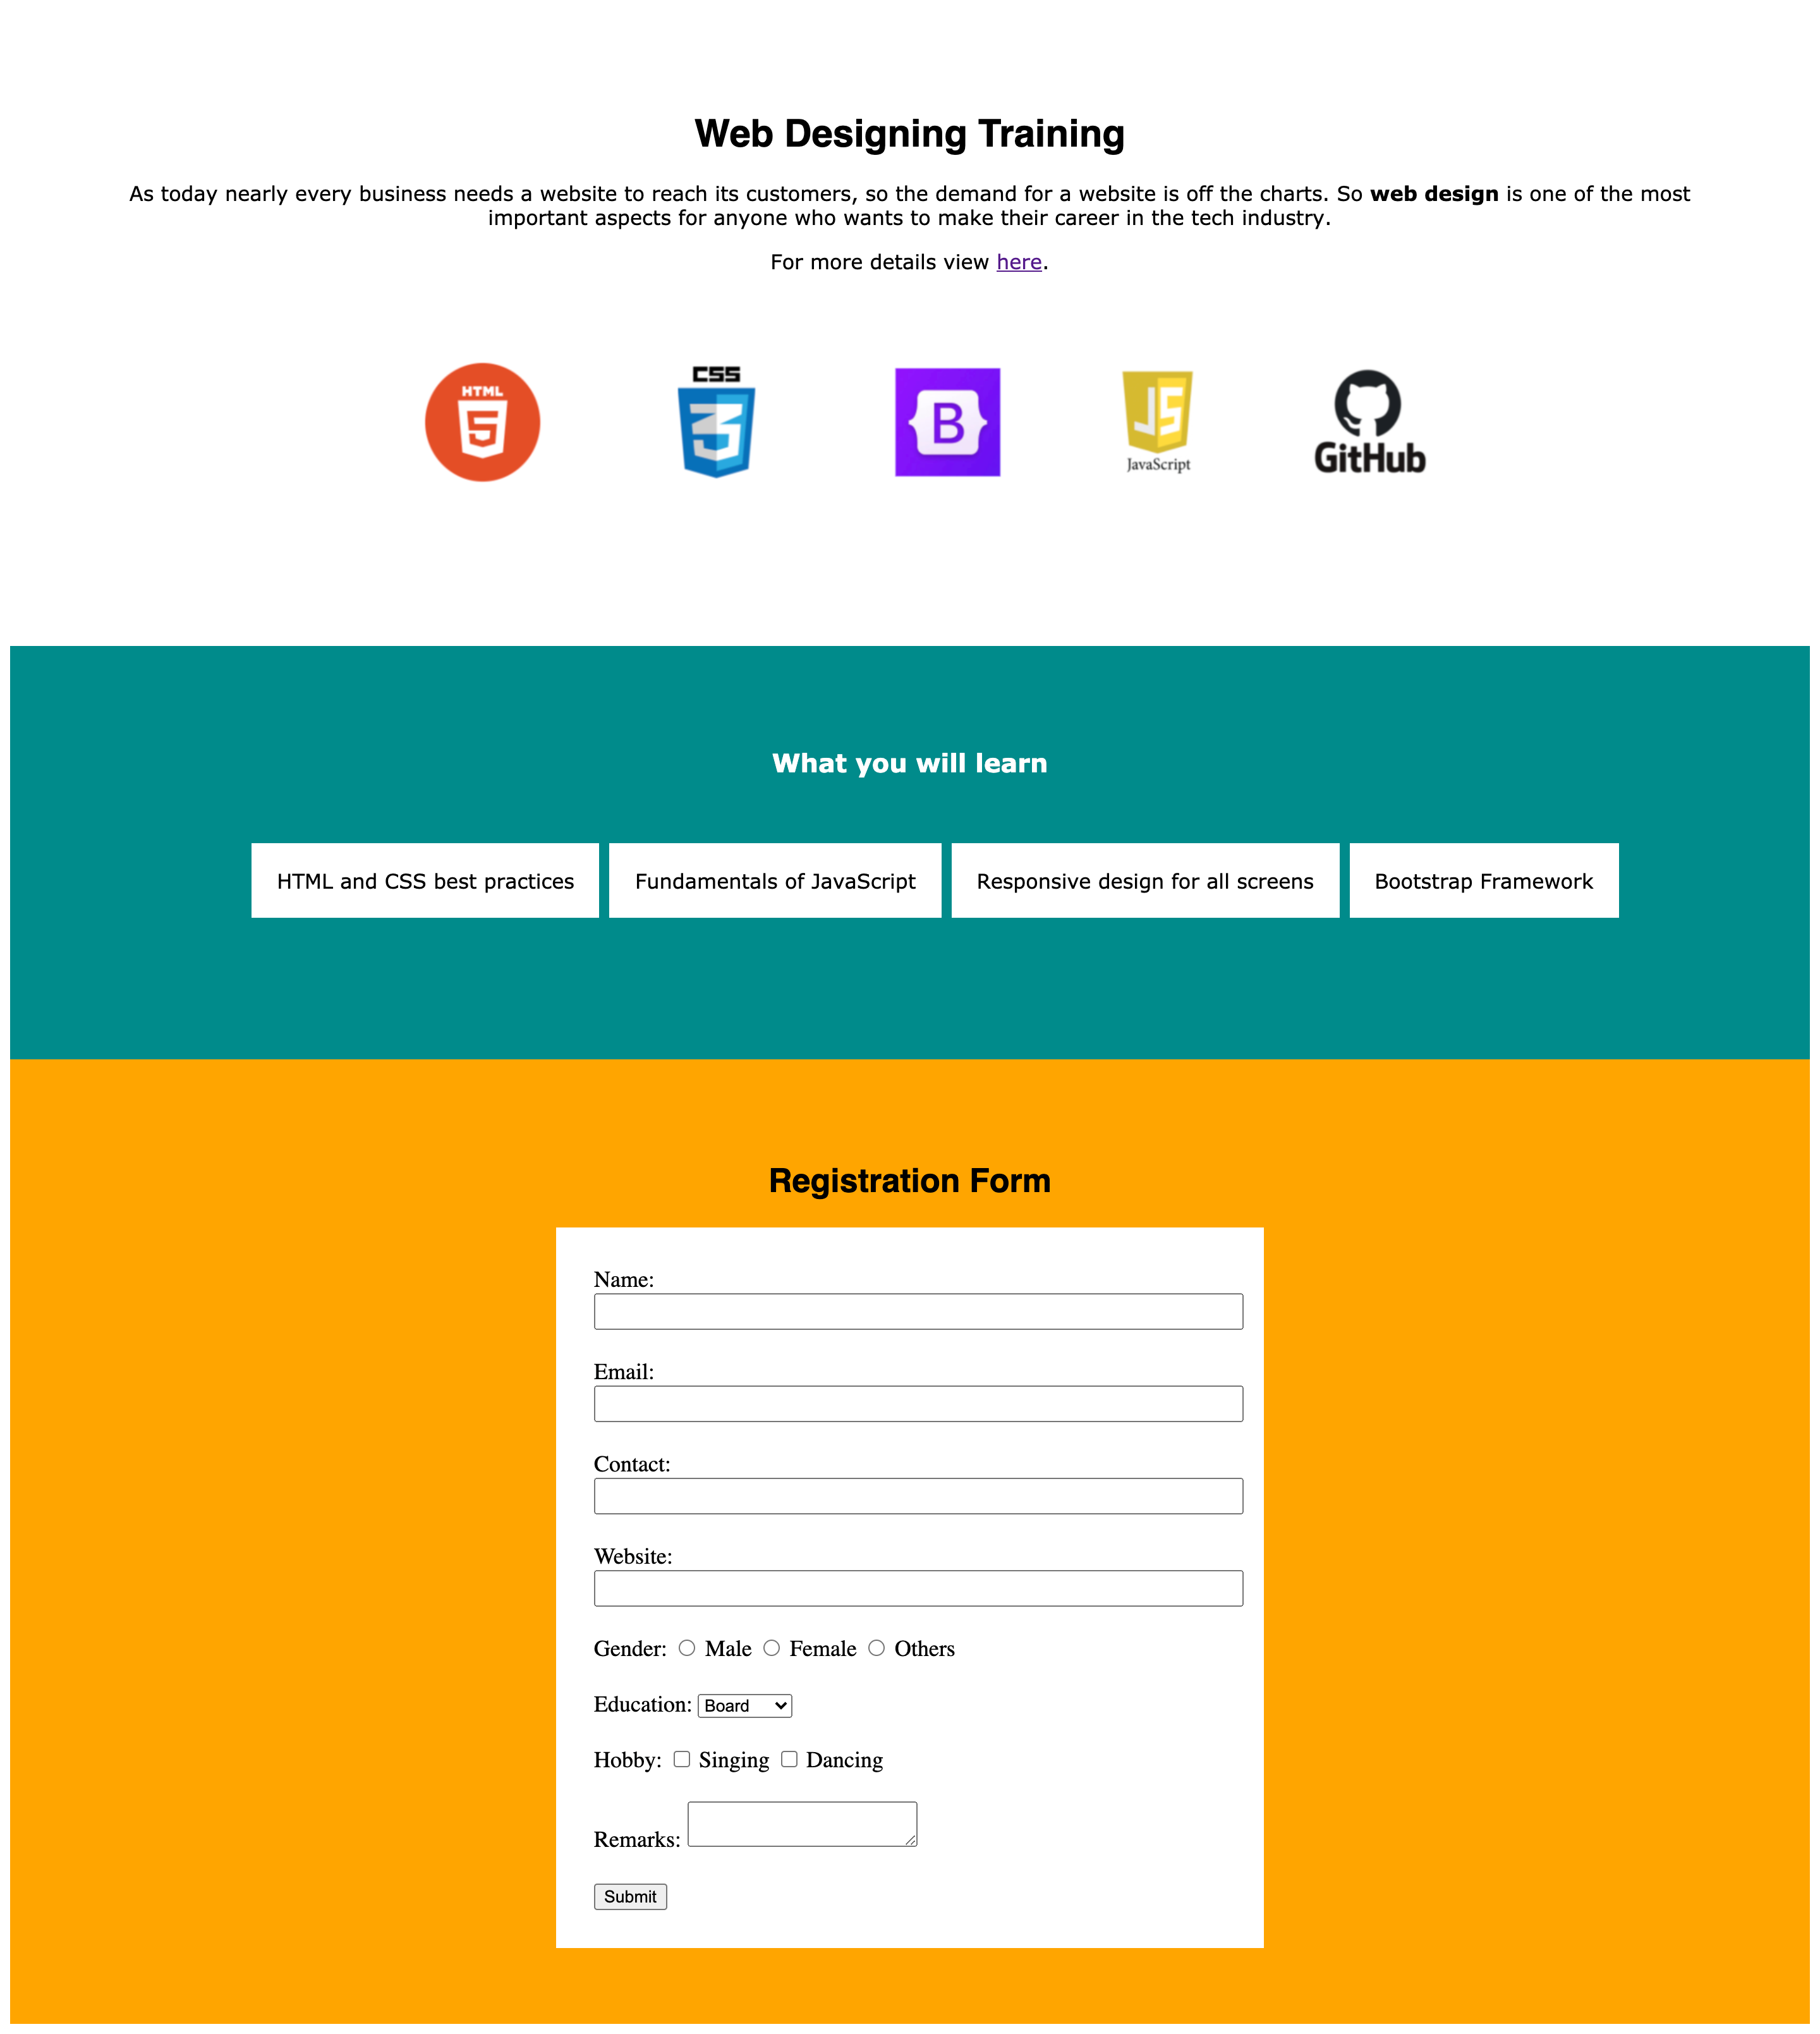 Web Designing Training
As today nearly every business needs a website to reach its customers, so the demand for a website is off the charts. So web design is one of the most
important aspects for anyone who wants to make their career in the tech industry.
For more details view here.
HTML
5
CSS
3
B
JS
JavaScript
GitHub
What you will learn
HTML and CSS best practices
Fundamentals of JavaScript
Responsive design for all screens
Bootstrap Framework
Registration Form
Name:
Email:
Contact:
Website:
Gender: Male Female Others
Education: Board
Hobby: Singing Dancing
Remarks:
Submit